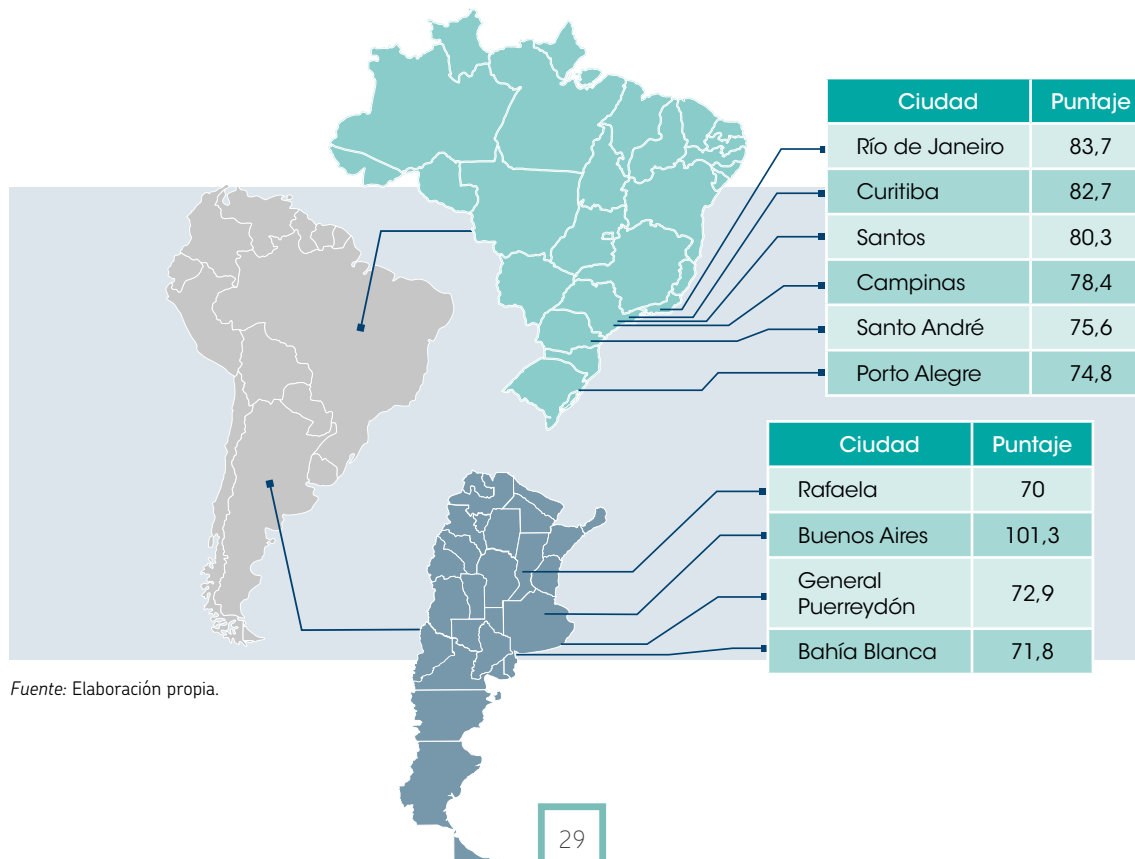 Ciudad Puntaje
Río de Janeiro 83,7
Curitiba 82,7
Santos 80,3
Campinas 78,4
Santo André 75,6
Porto Alegre 74,8
Ciudad Puntaje
Rafaela 70
Buenos Aires 101,3
General
Puerreydón 72,9
Bahía Blanca 71,8
Fuente: Elaboración propia.
29